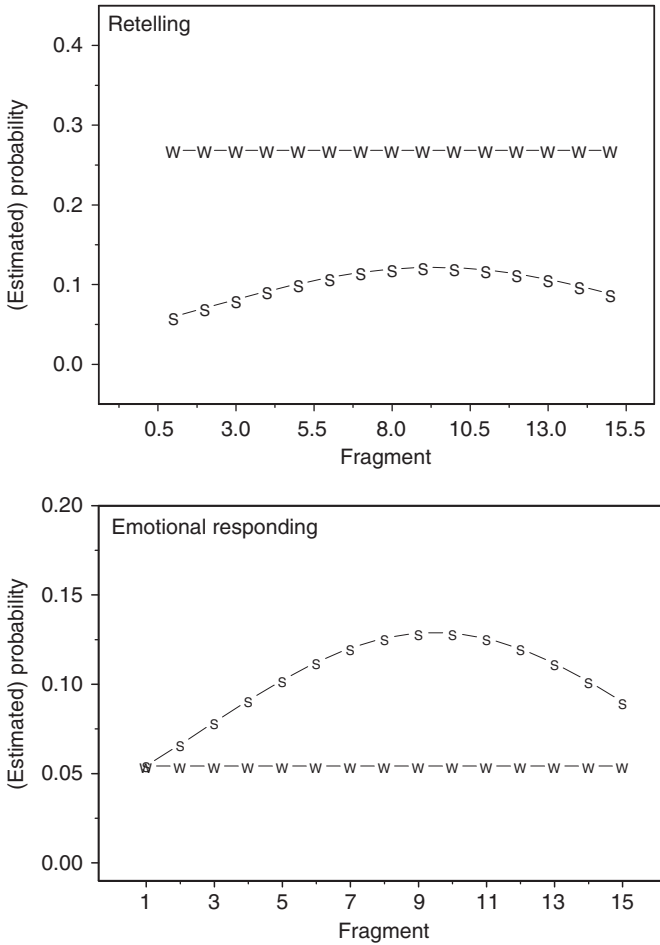 Retelling
(Estimated) probability
0.4
0.3
0.2
0.1
0.0
W W W W W W W W W W W W W W W
S S S S S S S S S S S S S S S
0.5 3.0 5.5 8.0 10.5 13.0 15.5
Fragment
Emotional responding
(Estimated) probability
0.20
0.15
0.10
0.05
0.00
S S S S S S S S S S S S S S S
W W W W W W W W W W W W W W W
1 3 5 7 9 11 13 15
Fragment